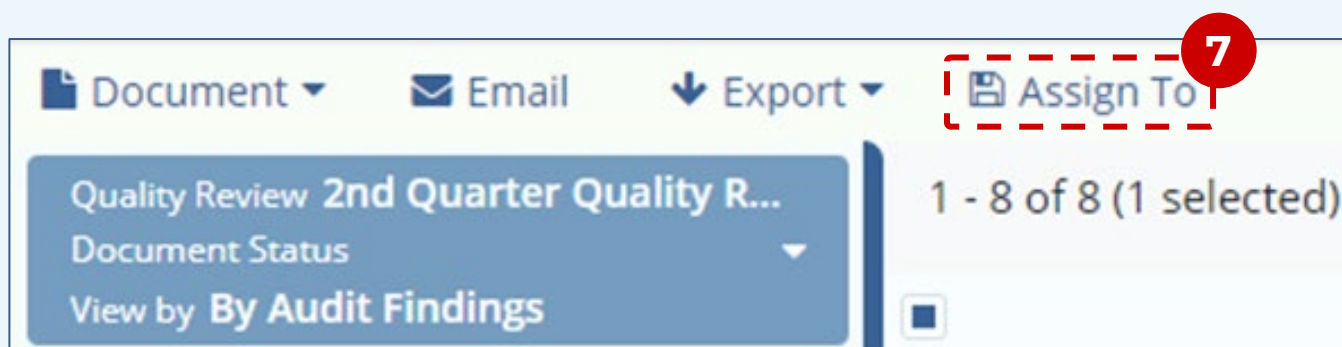 7
Document Email Export Assign To
Quality Review 2nd Quarter Quality R...
1 - 8 of 8 (1 selected)
Document Status
View by By Audit Findings